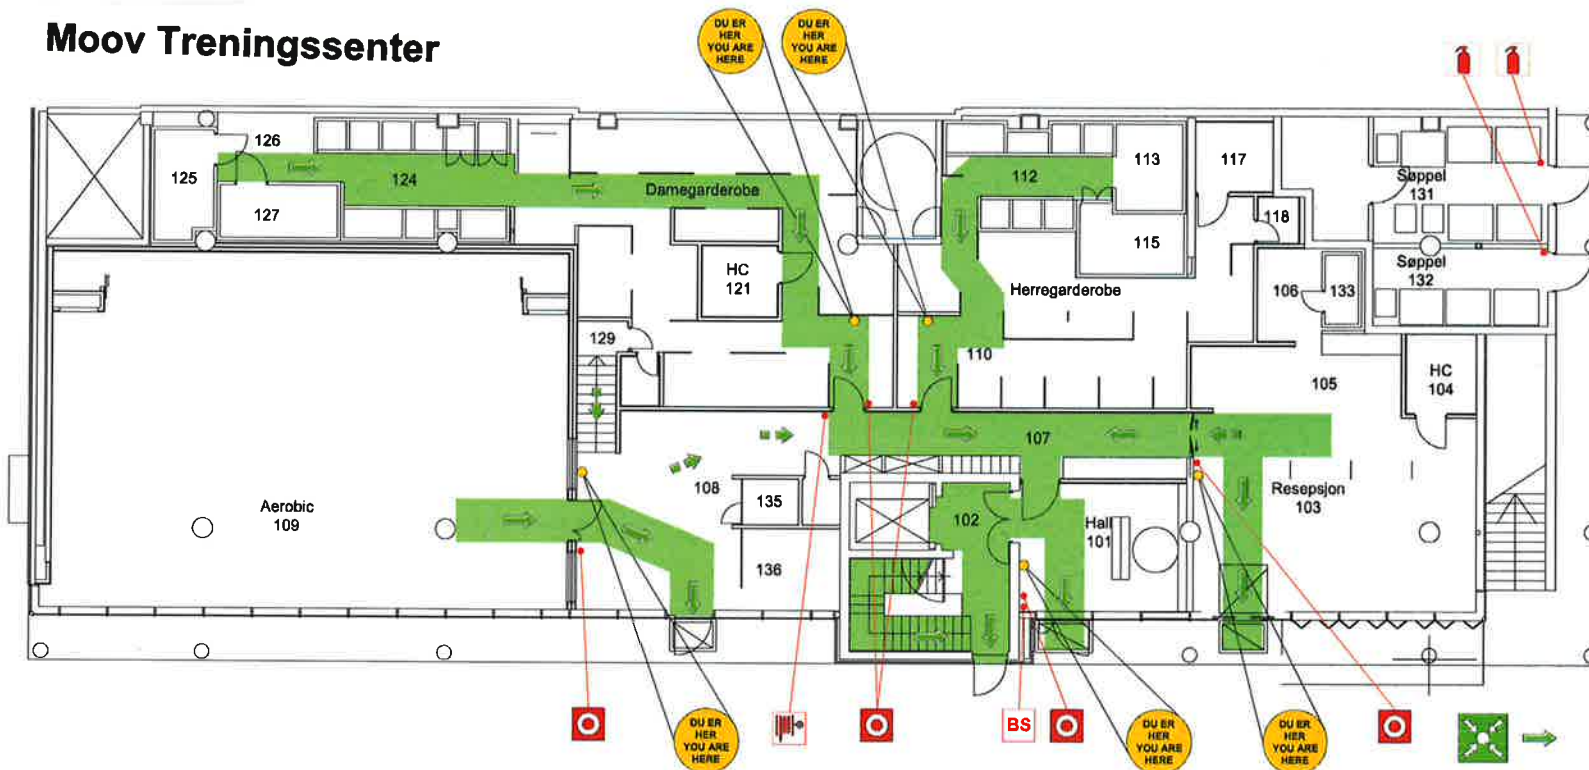 Moov Treningssenter
DU ER
HER
YOU ARE
HERE
DU ER
HER
YOU ARE
HERE
126
125
124
127
Damegarderobe
112
113
117
118
115
Søppel
131
Søppel
132
HC
121
Herregarderobe
106
133
129
110
105
HC
104
107
Aerobic
109
108
135
136
102
Hall
101
Resepsjon
103
DU ER
HER
YOU ARE
HERE
BS
DU ER
HER
YOU ARE
HERE
DU ER
HER
YOU ARE
HERE